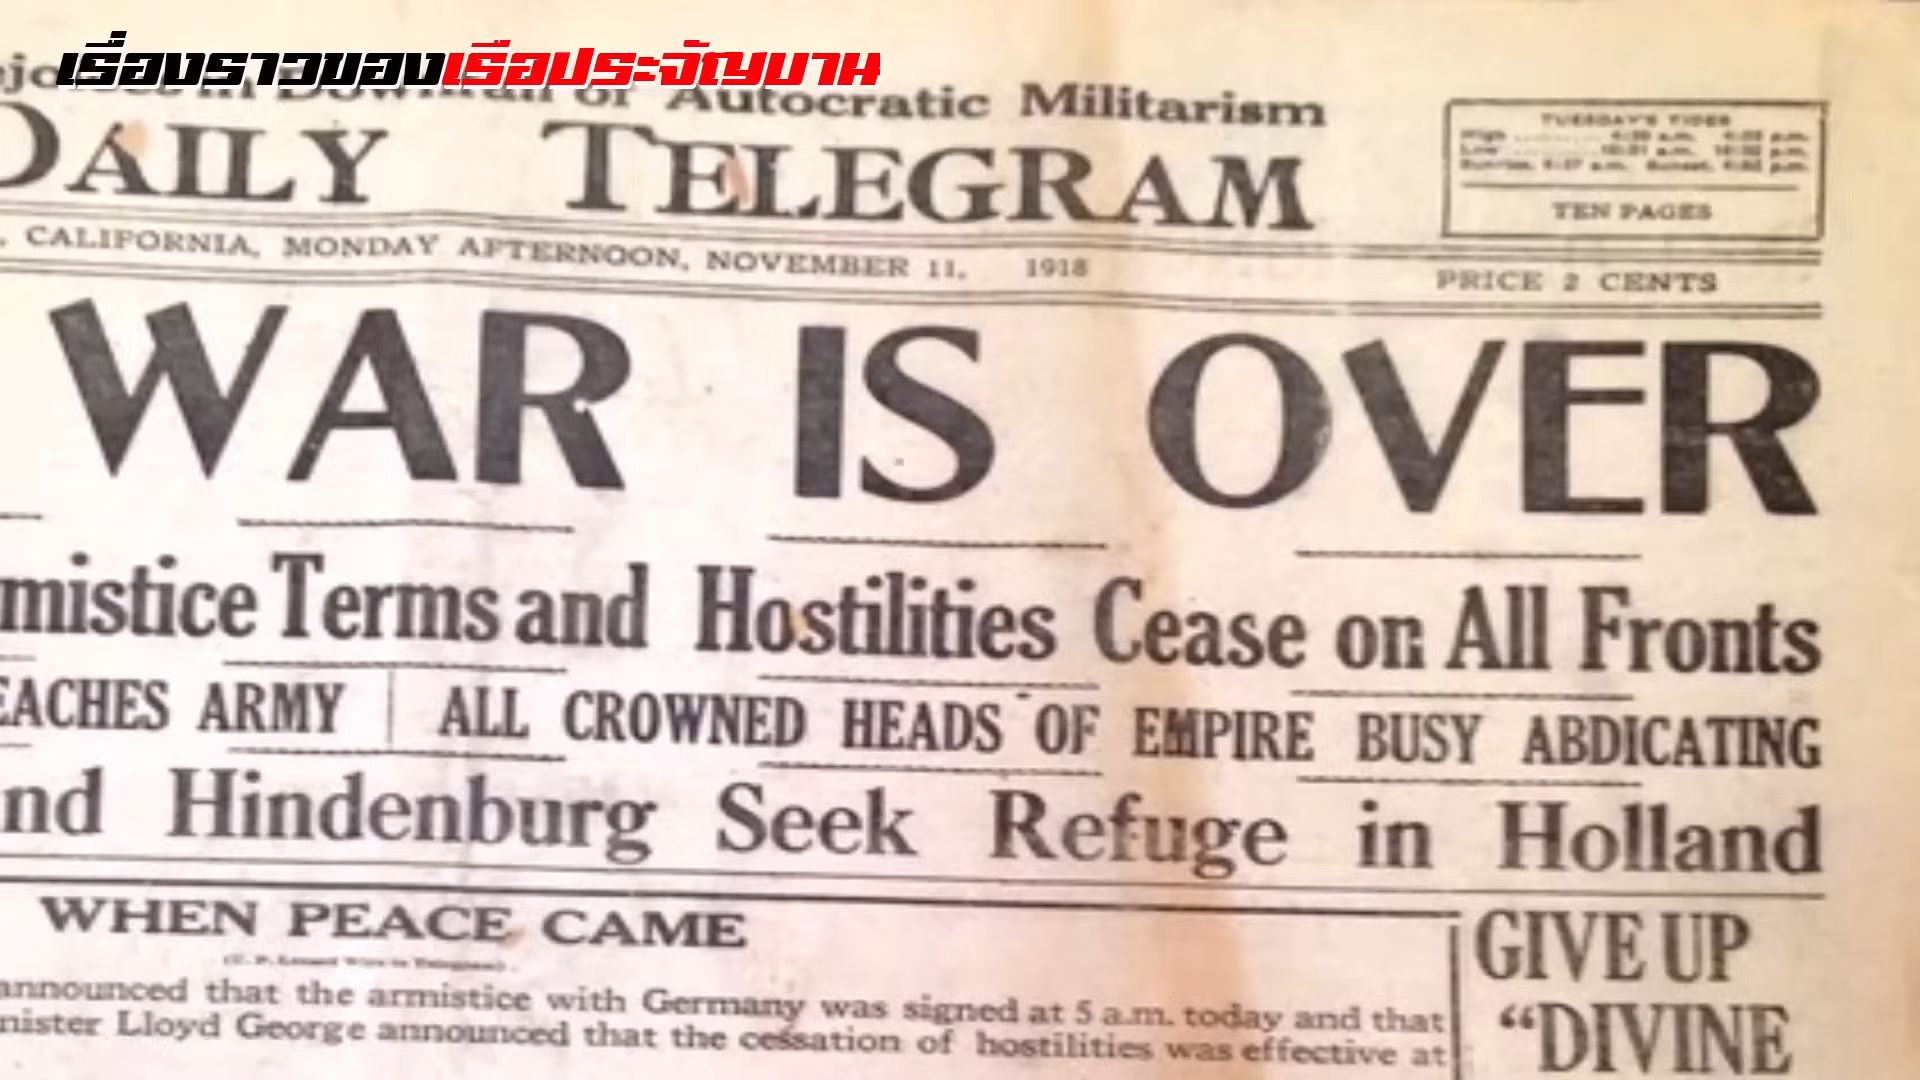 เรื่องราวของเรือประจัญบาน
of Autocratic Militarism
DAILY TELEGRAM
TUESDAY'S TIDES
TEN PAGES
CALIFORNIA, MONDAY AFTERNOON, NOVEMBER 11, 1918
PRICE 2 CENTS
WAR IS OVER
mistice Terms and Hostilities Cease on All Fronts
EACHES ARMY
ALL CROWNED HEADS OF EMPIRE BUSY ABDICATING
nd Hindenburg Seek Refuge in Holland
WHEN PEACE CAME
announced that the armistice with Germany was signed at 5 a.m. today and that
nister Lloyd George announced that the cessation of hostilities was effective at
GIVE UP
"DIVINE